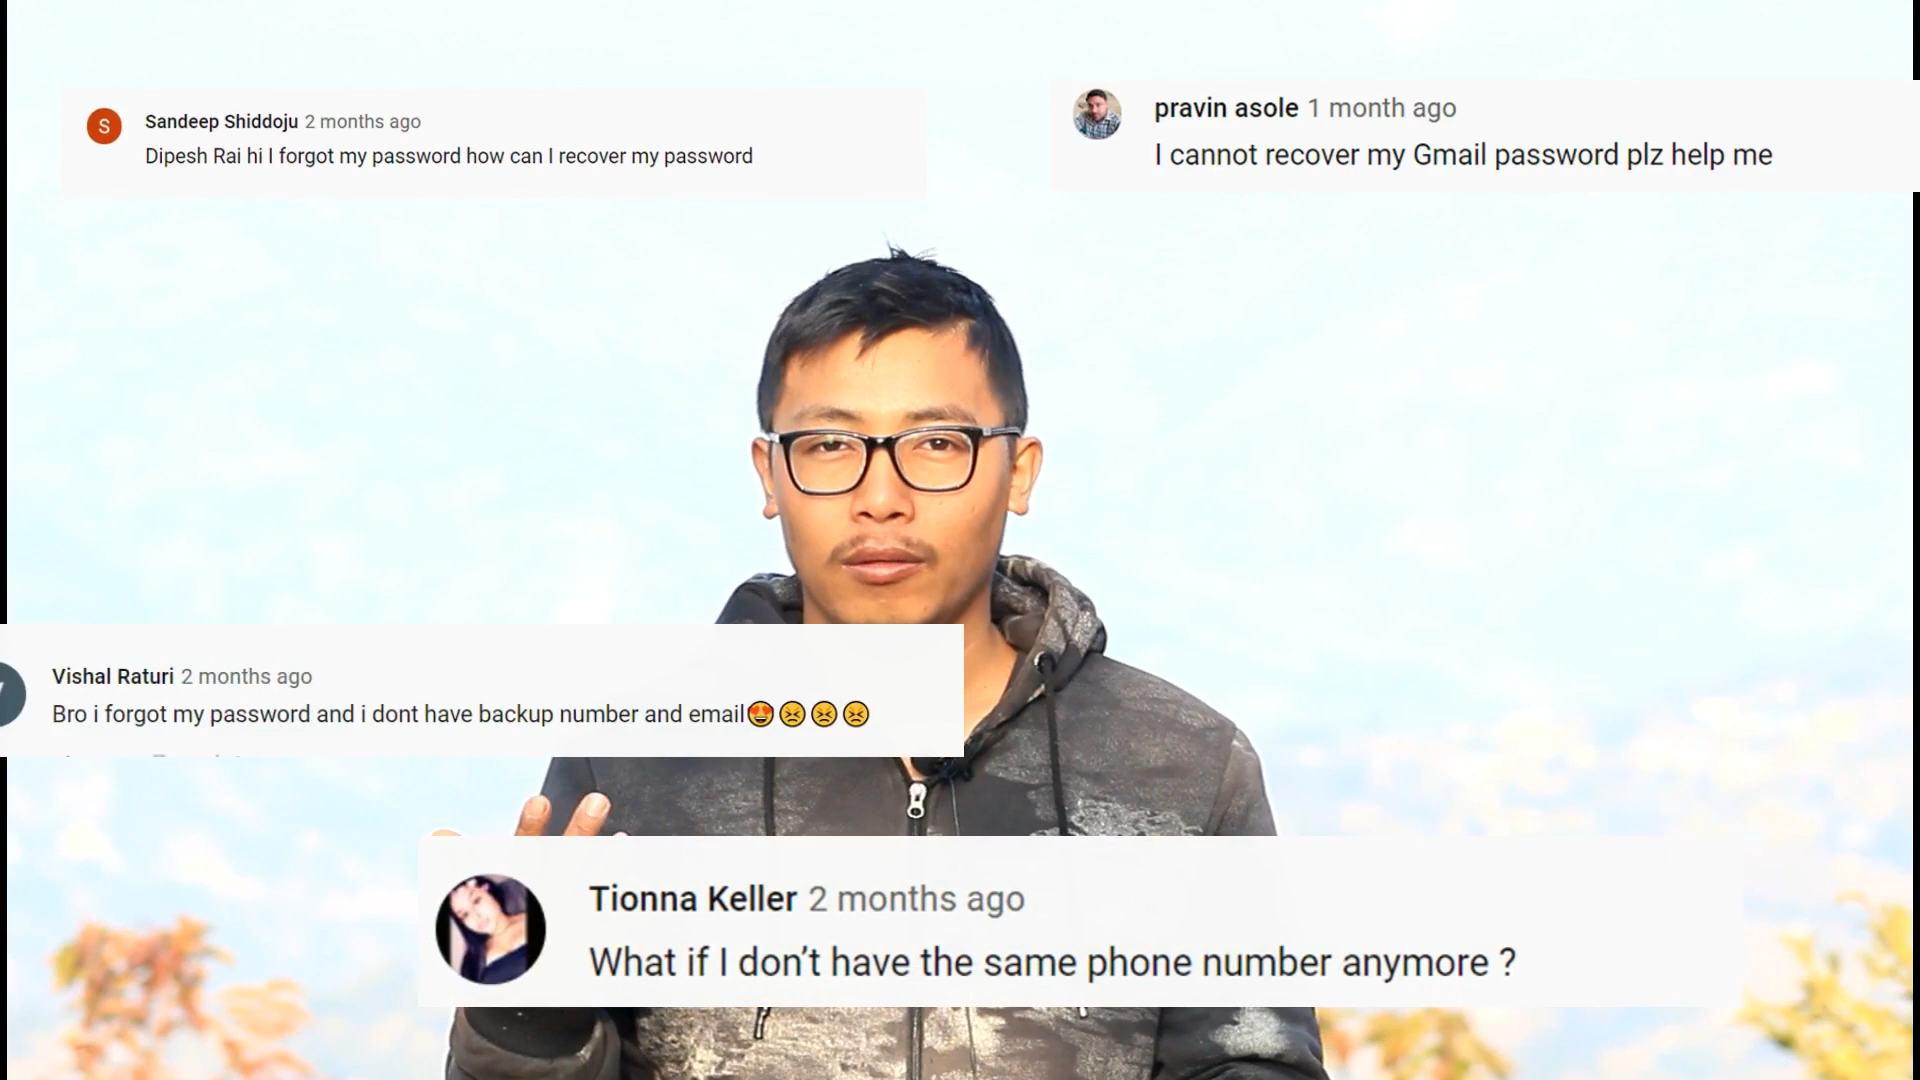 S
Sandeep Shiddoju 2 months ago
Dipesh Rai hi I forgot my password how can I recover my password
pravin asole 1 month ago
I cannot recover my Gmail password plz help me
Vishal Raturi 2 months ago
Bro i forgot my password and i dont have backup number and email😍😣😣😣
Tionna Keller 2 months ago
What if I don’t have the same phone number anymore ?